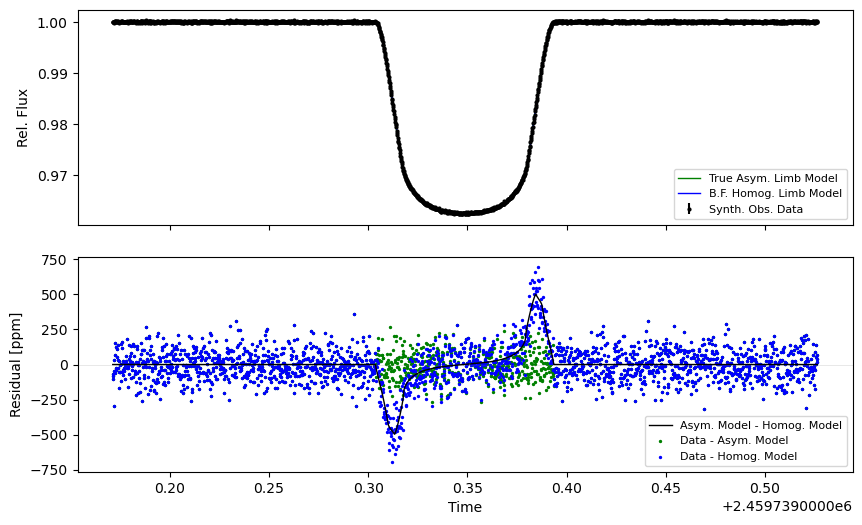 1.00
0.99
0.98
0.97
Rel. Flux
True Asym. Limb Model
B.F. Homog. Limb Model
Synth. Obs. Data
750
500
250
0
−250
−500
−750
Residual [ppm]
Asym. Model - Homog. Model
Data - Asym. Model
Data - Homog. Model
0.20 0.25 0.30 0.35 0.40 0.45 0.50
Time
+2.4597390000e6